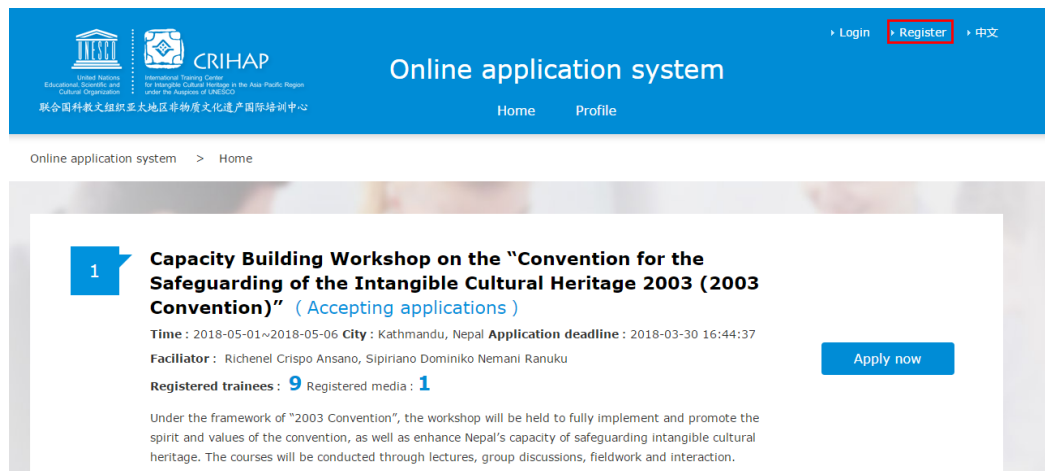 Login Register 中文
UNESCO
CRIHAP
United Nations
Educational, Scientific and
Cultural Organization
International Training Center
for Intangible Cultural Heritage in the Asia-Pacific Region
under the Auspices of UNESCO
联合国科教文组织亚太地区非物质文化遗产国际培训中心
Online application system
Home Profile
Online application system > Home
1
Capacity Building Workshop on the “Convention for the
Safeguarding of the Intangible Cultural Heritage 2003 (2003
Convention)” ( Accepting applications )
Time : 2018-05-01~2018-05-06 City : Kathmandu, Nepal Application deadline : 2018-03-30 16:44:37
Faciliator : Richenel Crispo Ansano, Sipiriano Dominiko Nemani Ranuku
Registered trainees : 9 Registered media : 1
Apply now
Under the framework of “2003 Convention”, the workshop will be held to fully implement and promote the
spirit and values of the convention, as well as enhance Nepal’s capacity of safeguarding intangible cultural
heritage. The courses will be conducted through lectures, group discussions, fieldwork and interaction.